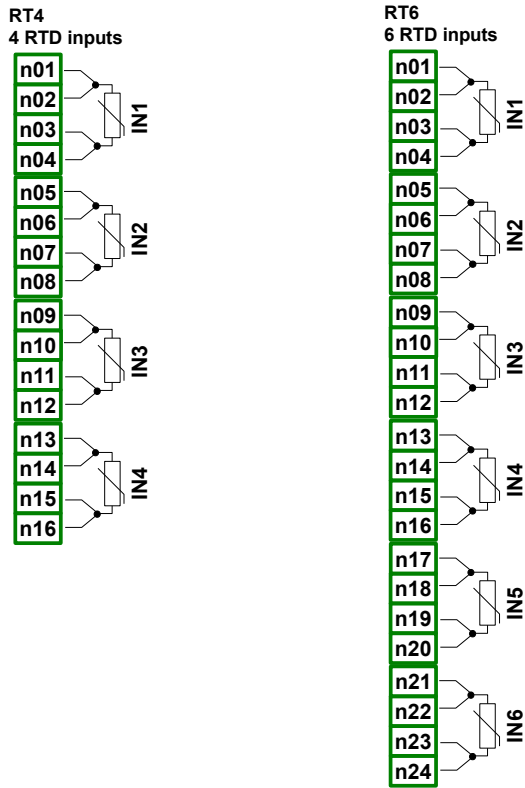 RT4
4 RTD inputs
n01
n02
n03
n04
IN1
n05
n06
n07
n08
IN2
n09
n10
n11
n12
IN3
n13
n14
n15
n16
IN4
RT6
6 RTD inputs
n01
n02
n03
n04
IN1
n05
n06
n07
n08
IN2
n09
n10
n11
n12
IN3
n13
n14
n15
n16
IN4
n17
n18
n19
n20
IN5
n21
n22
n23
n24
IN6